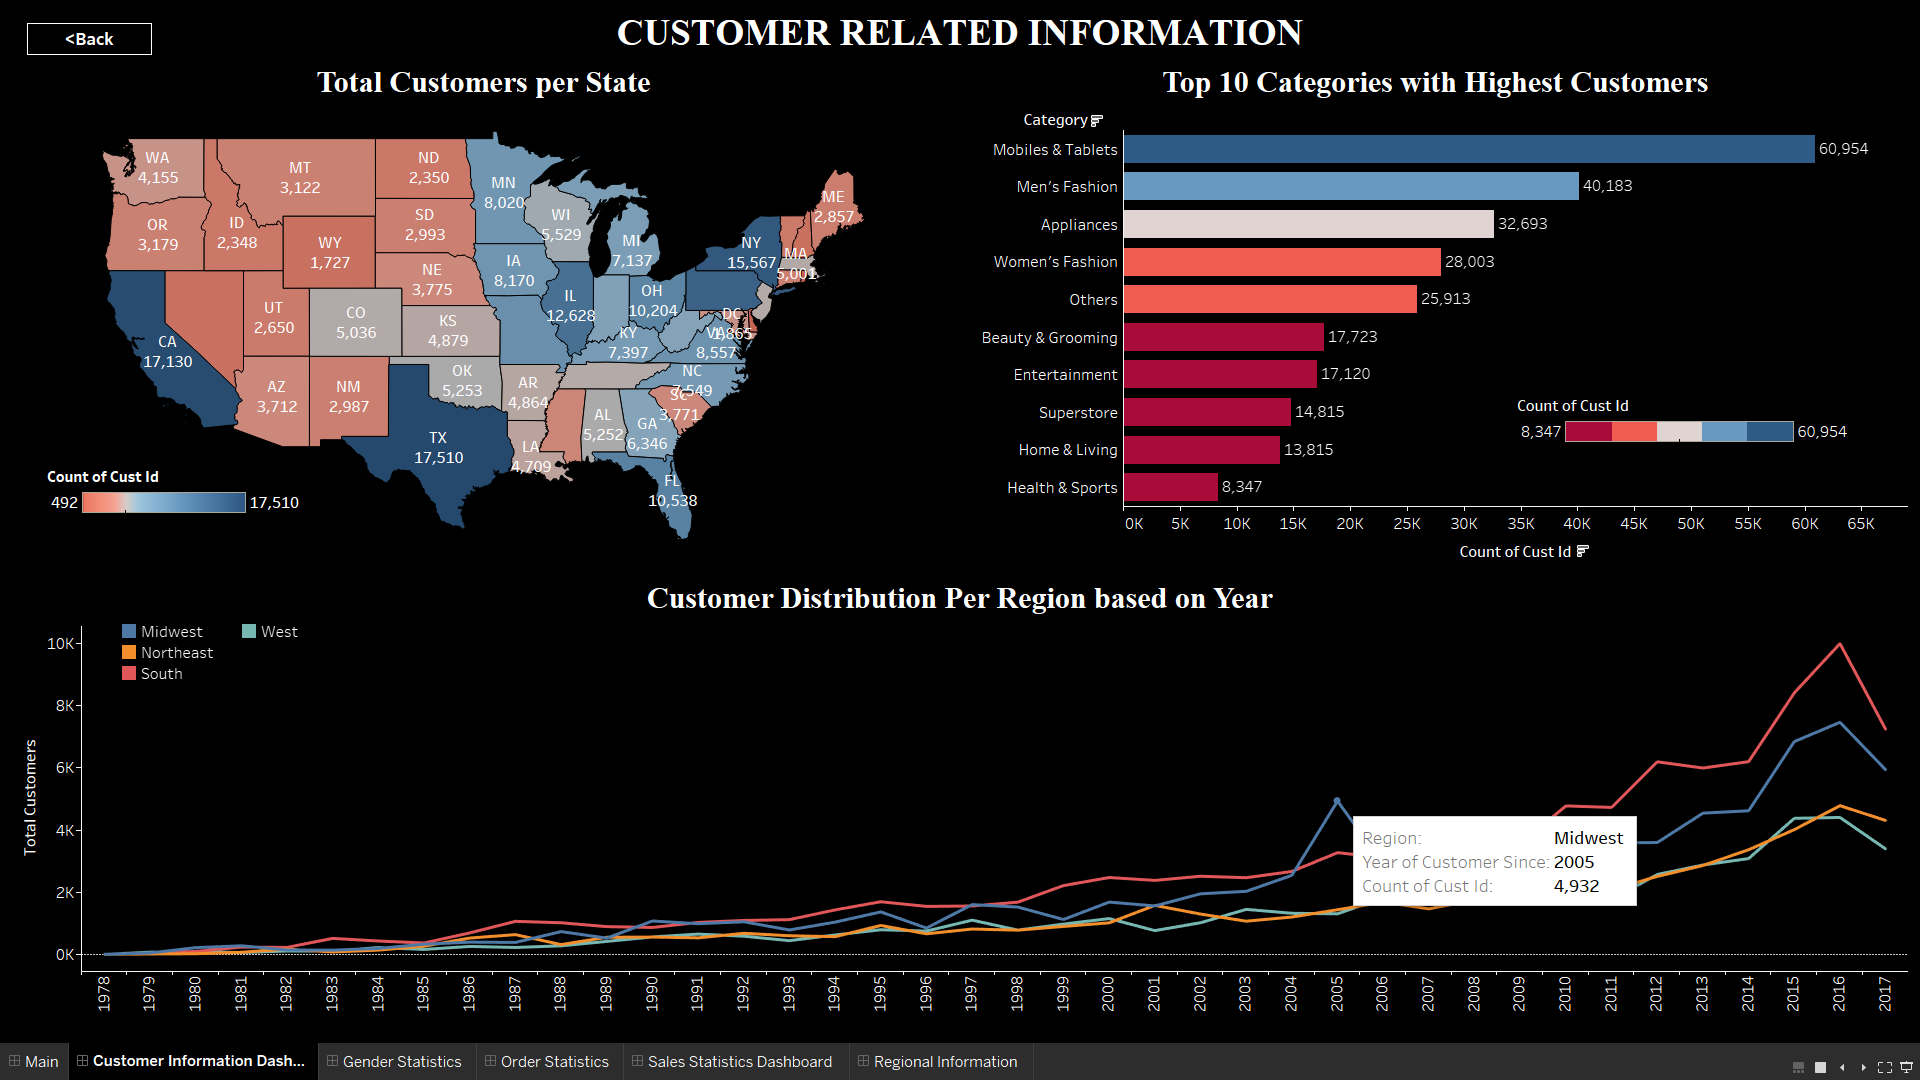 <Back
CUSTOMER RELATED INFORMATION
Total Customers per State
WA
4,155
MT
3,122
ND
2,350
MN
8,020
OR
3,179
ID
2,348
SD
2,993
WI
5,529
ME
2,857
WY
1,727
MI
7,137
NY
15,567
MA
5,001
NE
3,775
IA
8,170
UT
2,650
CO
5,036
KS
4,879
IL
12,628
OH
10,204
DC
1,865
CA
17,130
KY
7,397
VA
8,557
AZ
3,712
NM
2,987
OK
5,253
AR
4,864
NC
7,549
SC
3,771
TX
17,510
LA
4,709
AL
5,252
GA
6,346
FL
10,538
Count of Cust Id
492 17,510
Top 10 Categories with Highest Customers
Category
Mobiles & Tablets 60,954
Men's Fashion 40,183
Appliances 32,693
Women's Fashion 28,003
Others 25,913
Beauty & Grooming 17,723
Entertainment 17,120
Superstore 14,815
Home & Living 13,815
Health & Sports 8,347
Count of Cust Id
8,347 60,954
0K 5K 10K 15K 20K 25K 30K 35K 40K 45K 50K 55K 60K 65K
Count of Cust Id
Customer Distribution Per Region based on Year
Midwest West
Northeast
South
Total Customers
10K
8K
6K
4K
2K
0K
Region: Midwest
Year of Customer Since: 2005
Count of Cust Id: 4,932
1978 1979 1980 1981 1982 1983 1984 1985 1986 1987 1988 1989 1990 1991 1992 1993 1994 1995 1996 1997 1998 1999 2000 2001 2002 2003 2004 2005 2006 2007 2008 2009 2010 2011 2012 2013 2014 2015 2016 2017
Main Customer Information Dash... Gender Statistics Order Statistics Sales Statistics Dashboard Regional Information